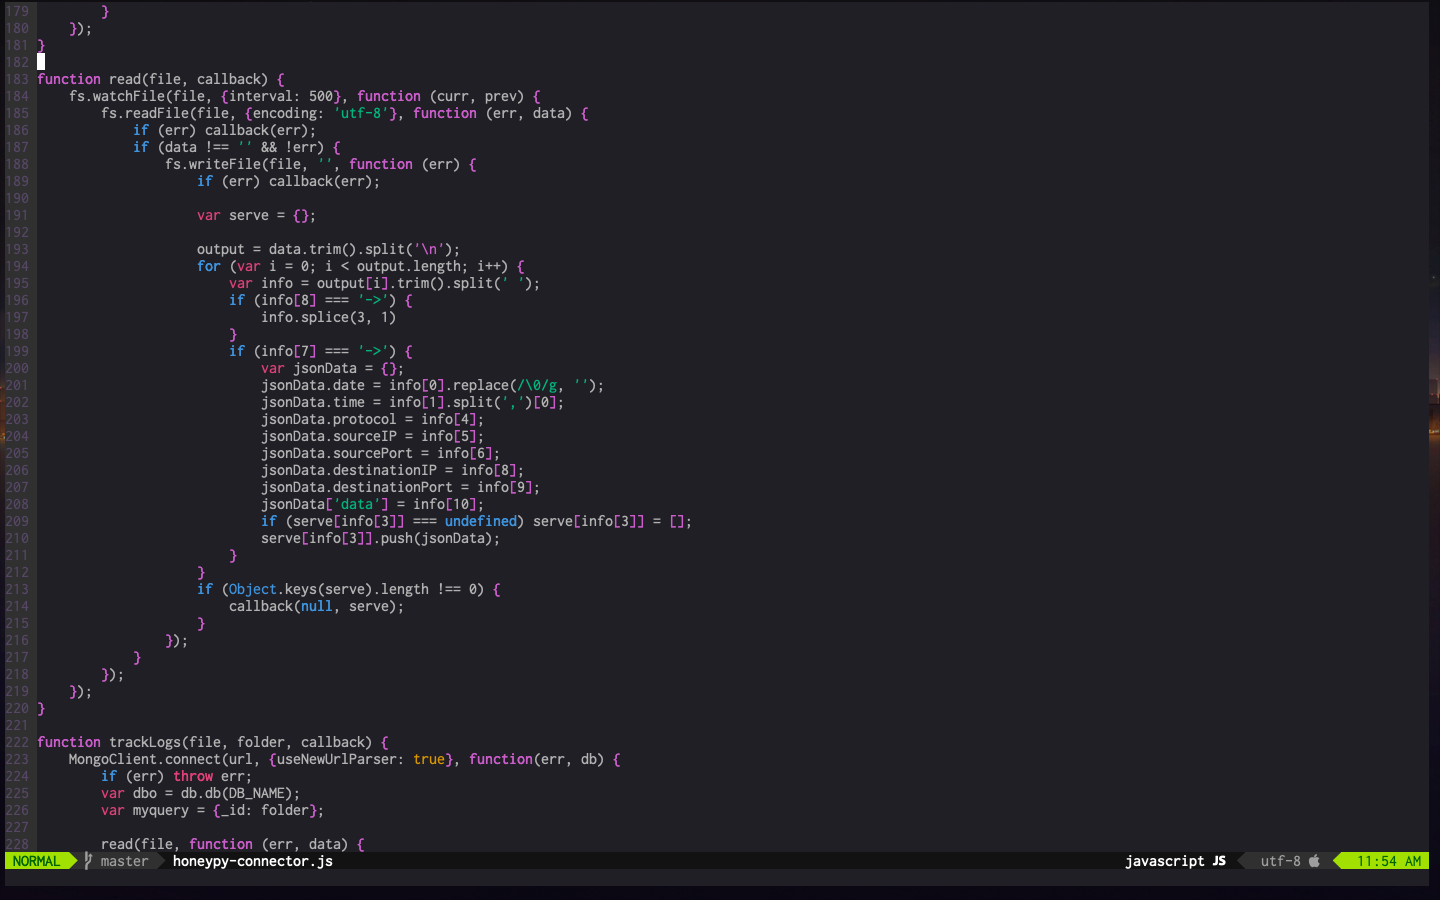 179         }
180     });
181 }
182
183 function read(file, callback) {
184     fs.watchFile(file, {interval: 500}, function (curr, prev) {
185         fs.readFile(file, {encoding: 'utf-8'}, function (err, data) {
186             if (err) callback(err);
187             if (data !== '' && !err) {
188                 fs.writeFile(file, '', function (err) {
189                     if (err) callback(err);
190
191                     var serve = {};
192
193                     output = data.trim().split('\n');
194                     for (var i = 0; i < output.length; i++) {
195                         var info = output[i].trim().split(' ');
196                         if (info[8] === '->') {
197                             info.splice(3, 1)
198                         }
199                         if (info[7] === '->') {
200                             var jsonData = {};
201                             jsonData.date = info[0].replace(/\0/g, '');
202                             jsonData.time = info[1].split(',')[0];
203                             jsonData.protocol = info[4];
204                             jsonData.sourceIP = info[5];
205                             jsonData.sourcePort = info[6];
206                             jsonData.destinationIP = info[8];
207                             jsonData.destinationPort = info[9];
208                             jsonData['data'] = info[10];
209                             if (serve[info[3]] === undefined) serve[info[3]] = [];
210                             serve[info[3]].push(jsonData);
211                         }
212                     }
213                     if (Object.keys(serve).length !== 0) {
214                         callback(null, serve);
215                     }
216                 });
217             }
218         });
219     });
220 }
221
222 function trackLogs(file, folder, callback) {
223     MongoClient.connect(url, {useNewUrlParser: true}, function(err, db) {
224         if (err) throw err;
225         var dbo = db.db(DB_NAME);
226         var myquery = {_id: folder};
227
228         read(file, function (err, data) {
NORMAL master honeypy-connector.js javascript JS utf-8 11:54 AM